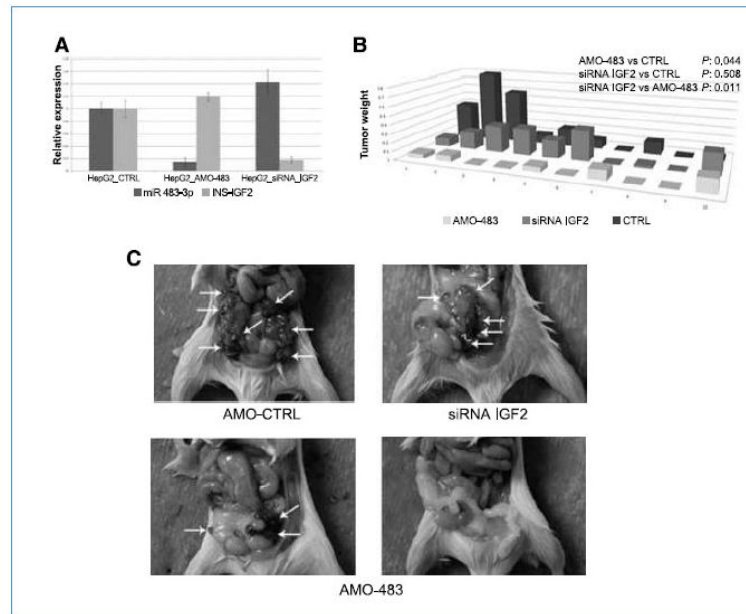 A
Relative expression
HepG2_CTRL HepG2_AMO-483 HepG2_siRNA_IGF2
miR 483-3p INS-IGF2
B
AMO-483 vs CTRL P: 0,044
siRNA IGF2 vs CTRL P: 0.508
siRNA IGF2 vs AMO-483 P: 0.011
Tumor weight
AMO-483 siRNA IGF2 CTRL
C
AMO-CTRL siRNA IGF2
AMO-483